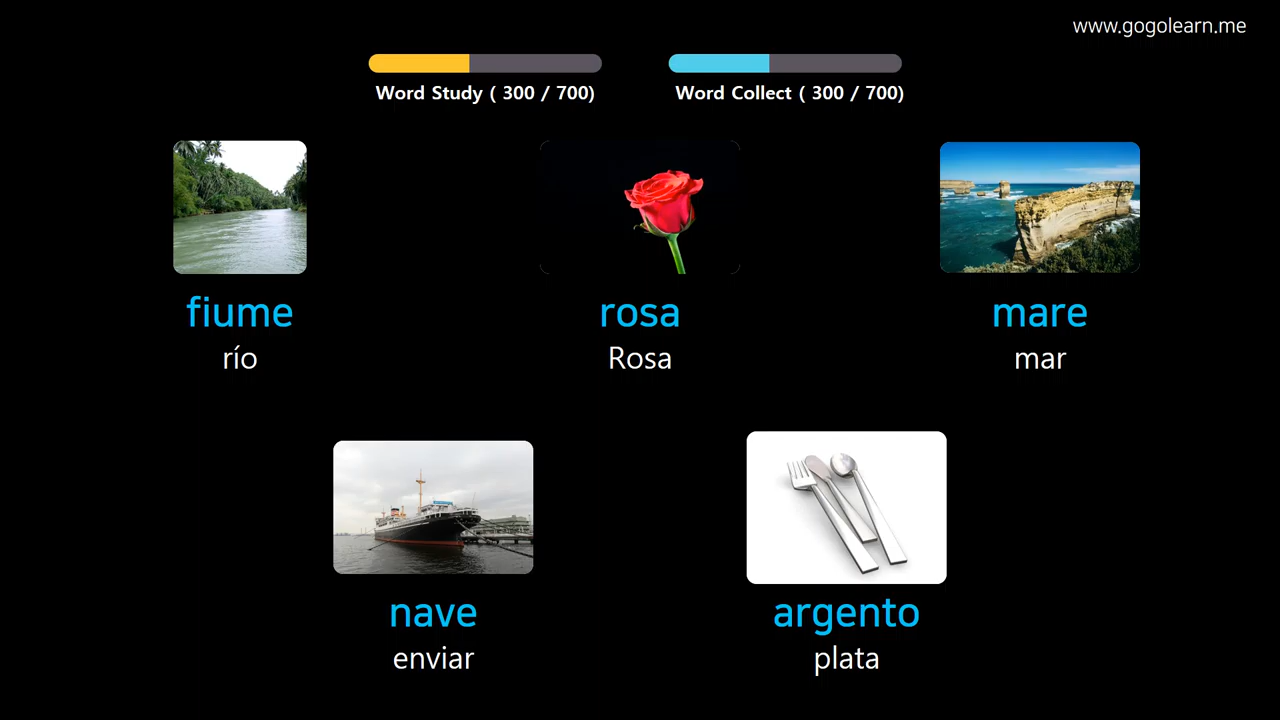 www.gogolearn.me
Word Study ( 300 / 700)
Word Collect ( 300 / 700)
fiume
río
rosa
Rosa
mare
mar
nave
enviar
argento
plata